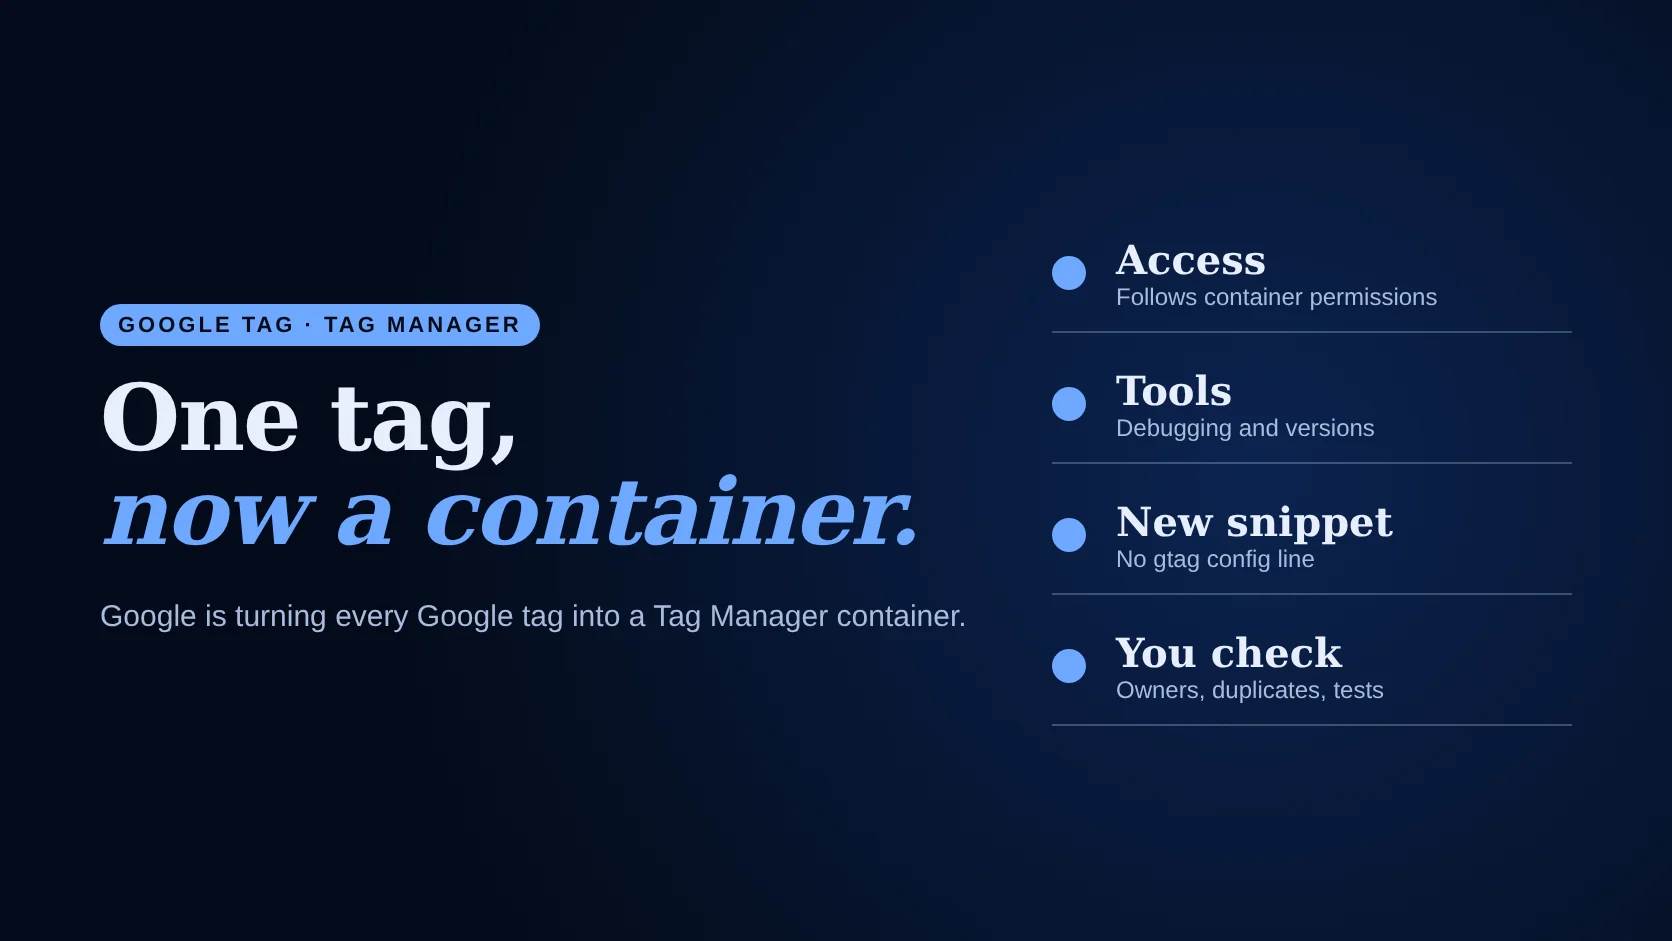 GOOGLE TAG · TAG MANAGER
One tag,
now a container.
Google is turning every Google tag into a Tag Manager container.
Access
Follows container permissions
Tools
Debugging and versions
New snippet
No gtag config line
You check
Owners, duplicates, tests